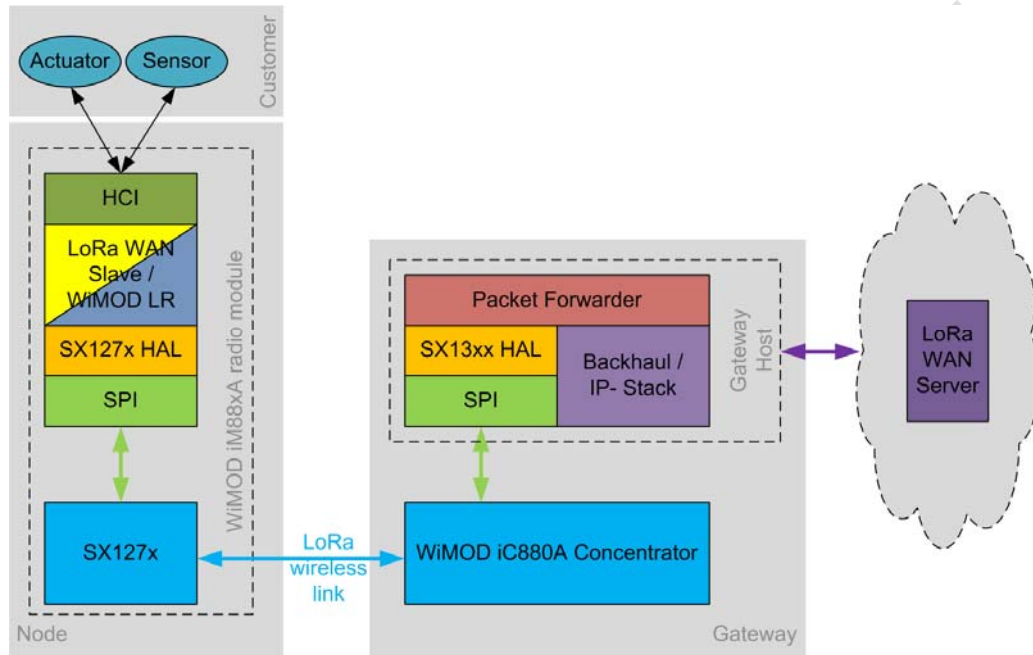 Actuator
Sensor
Customer
HCI
LoRa WAN
Slave /
WiMOD LR
SX127x HAL
SPI
WiMOD iM88xA radio module
SX127x
Node
LoRa
wireless
link
Packet Forwarder
SX13xx HAL
SPI
Backhaul /
IP- Stack
Gateway
Host
WiMOD iC880A Concentrator
Gateway
LoRa
WAN
Server